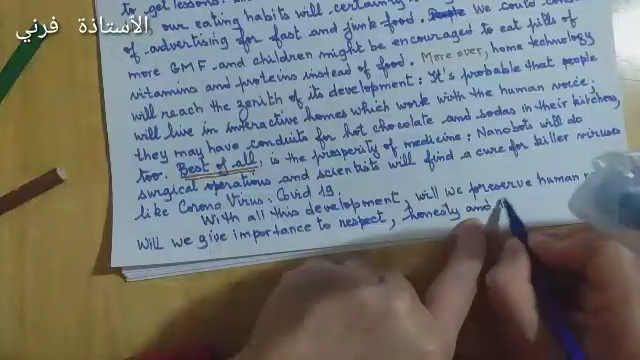 الأستاذة فرني
to get lessons.
our eating habits will certainly
of advertising for fast and junk food. We could
more GMF and children might be encouraged to eat pills of
vitamins and proteins instead of food. More over, home technology
will reach the zenith of its development: It's probable that people
will live in interactive homes which work with the human voice;
they may have conduits for hot chocolate and sodas in their kitchens,
too. Best of all, is the prosperity of medicine: Nanobots will do
surgical operations and scientists will find a cure for killer viruses
like Corona Virus: Covid 19.
With all this development, will we preserve human
Will we give importance to respect, honesty and